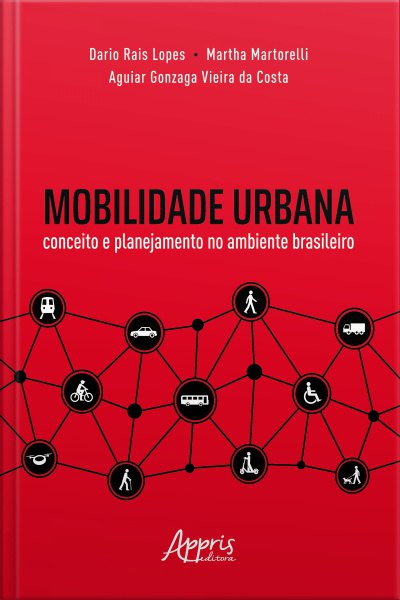 Dario Rais Lopes • Martha Martorelli
Aguiar Gonzaga Vieira da Costa
MOBILIDADE URBANA
conceito e planejamento no ambiente brasileiro
Appris
editora